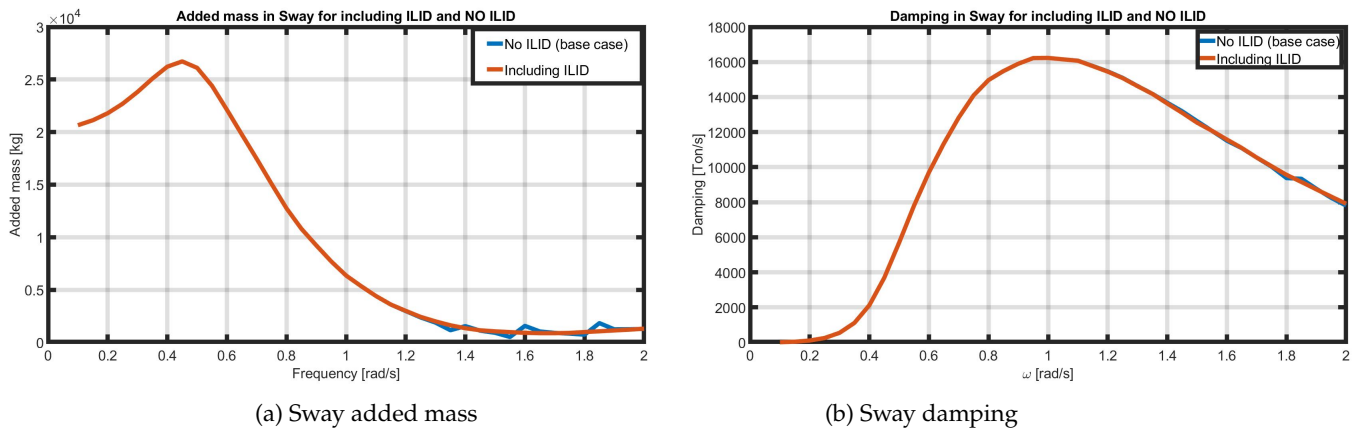 Added mass in Sway for including ILID and NO ILID
×10⁴
3
2.5
2
1.5
1
0.5
0
Added mass [kg]
No ILID (base case)
Including ILID
0 0.2 0.4 0.6 0.8 1 1.2 1.4 1.6 1.8 2
Frequency [rad/s]
(a) Sway added mass
Damping in Sway for including ILID and NO ILID
18000
16000
14000
12000
10000
8000
6000
4000
2000
0
Damping [Ton/s]
No ILID (base case)
Including ILID
0 0.2 0.4 0.6 0.8 1 1.2 1.4 1.6 1.8 2
ω [rad/s]
(b) Sway damping